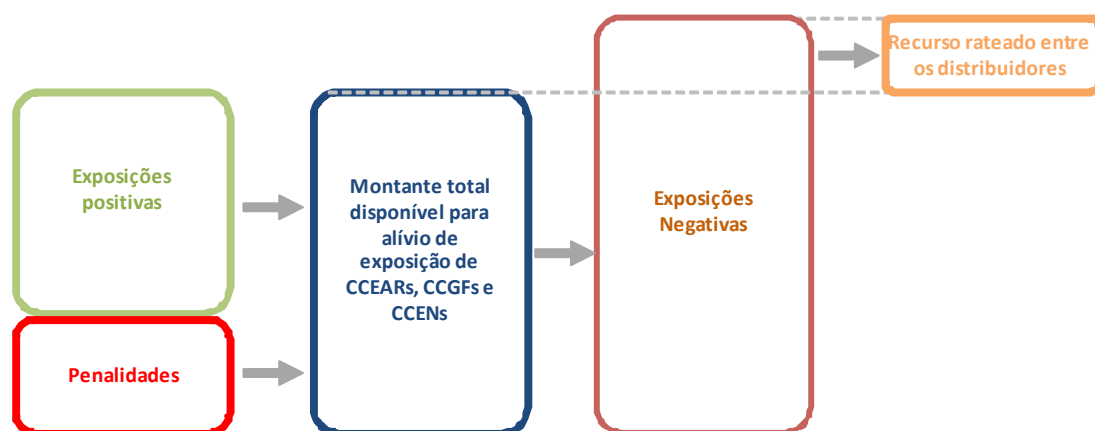 Exposições
positivas
Penalidades
Montante total
disponível para
alívio de
exposição de
CCEARs, CCGFs e
CCENs
Exposições
Negativas
Recurso rateado entre
os distribuidores